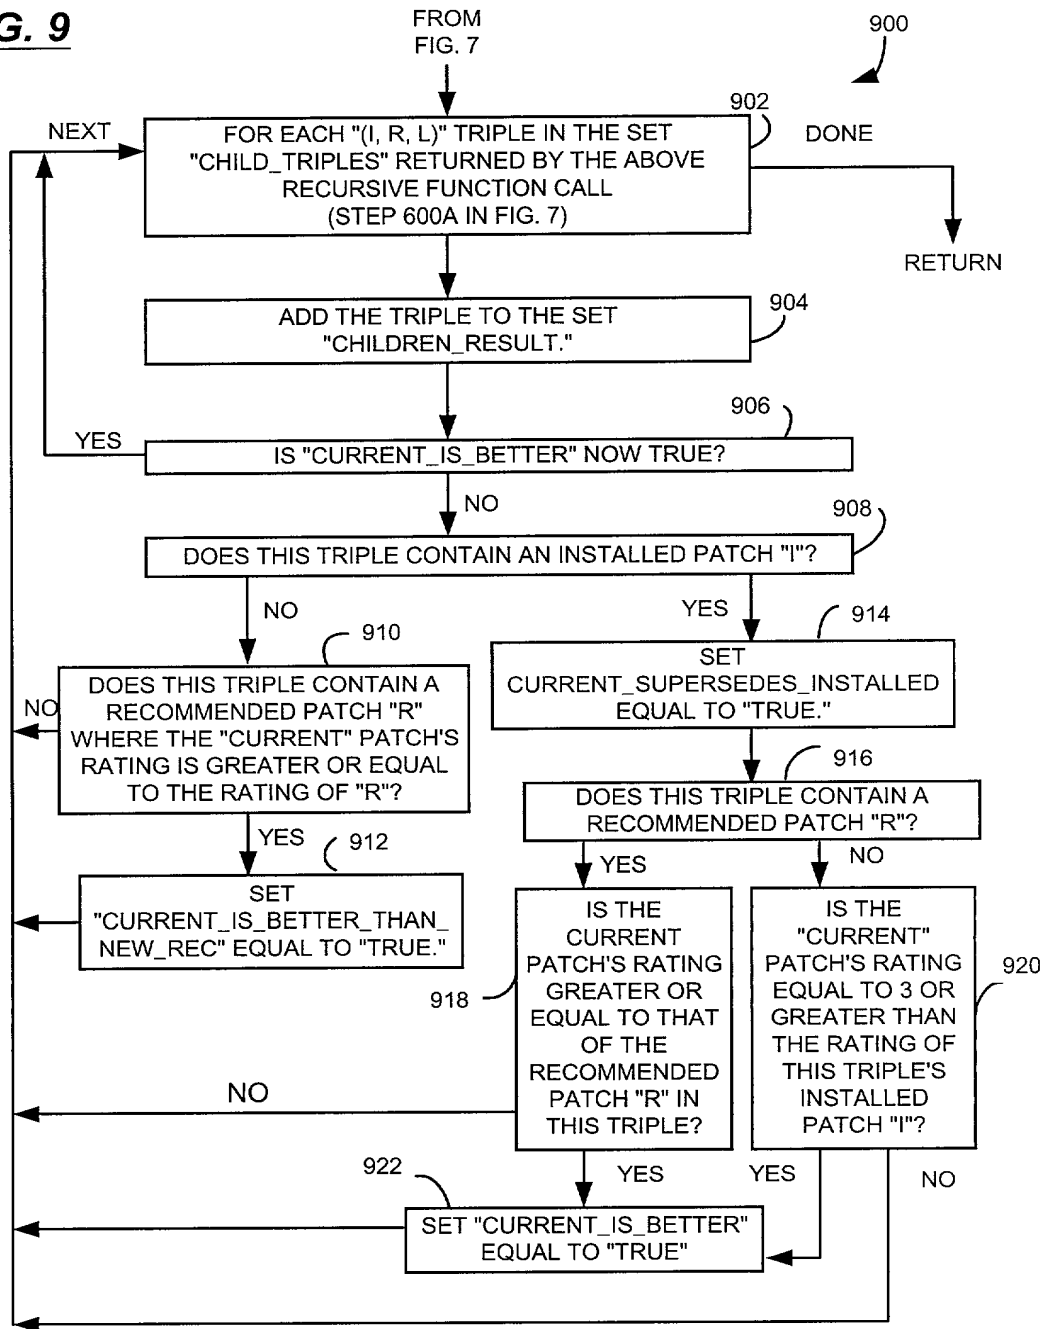 G. 9
FROM
FIG. 7
900
902
NEXT
FOR EACH "(I, R, L)" TRIPLE IN THE SET
"CHILD_TRIPLES" RETURNED BY THE ABOVE
RECURSIVE FUNCTION CALL
(STEP 600A IN FIG. 7)
DONE
RETURN
904
ADD THE TRIPLE TO THE SET
"CHILDREN_RESULT."
906
YES
IS "CURRENT_IS_BETTER" NOW TRUE?
NO
908
DOES THIS TRIPLE CONTAIN AN INSTALLED PATCH "I"?
NO
YES
910
914
DOES THIS TRIPLE CONTAIN A
RECOMMENDED PATCH "R"
WHERE THE "CURRENT" PATCH'S
RATING IS GREATER OR EQUAL
TO THE RATING OF "R"?
NO
SET
CURRENT_SUPERSEDES_INSTALLED
EQUAL TO "TRUE."
916
DOES THIS TRIPLE CONTAIN A
RECOMMENDED PATCH "R"?
YES
912
SET
"CURRENT_IS_BETTER_THAN_
NEW_REC" EQUAL TO "TRUE."
YES
NO
918
IS THE
CURRENT
PATCH'S RATING
GREATER OR
EQUAL TO THAT
OF THE
RECOMMENDED
PATCH "R" IN
THIS TRIPLE?
IS THE
"CURRENT"
PATCH'S RATING
EQUAL TO 3 OR
GREATER THAN
THE RATING OF
THIS TRIPLE'S
INSTALLED
PATCH "I"?
920
NO
922
YES
YES
NO
SET "CURRENT_IS_BETTER"
EQUAL TO "TRUE"